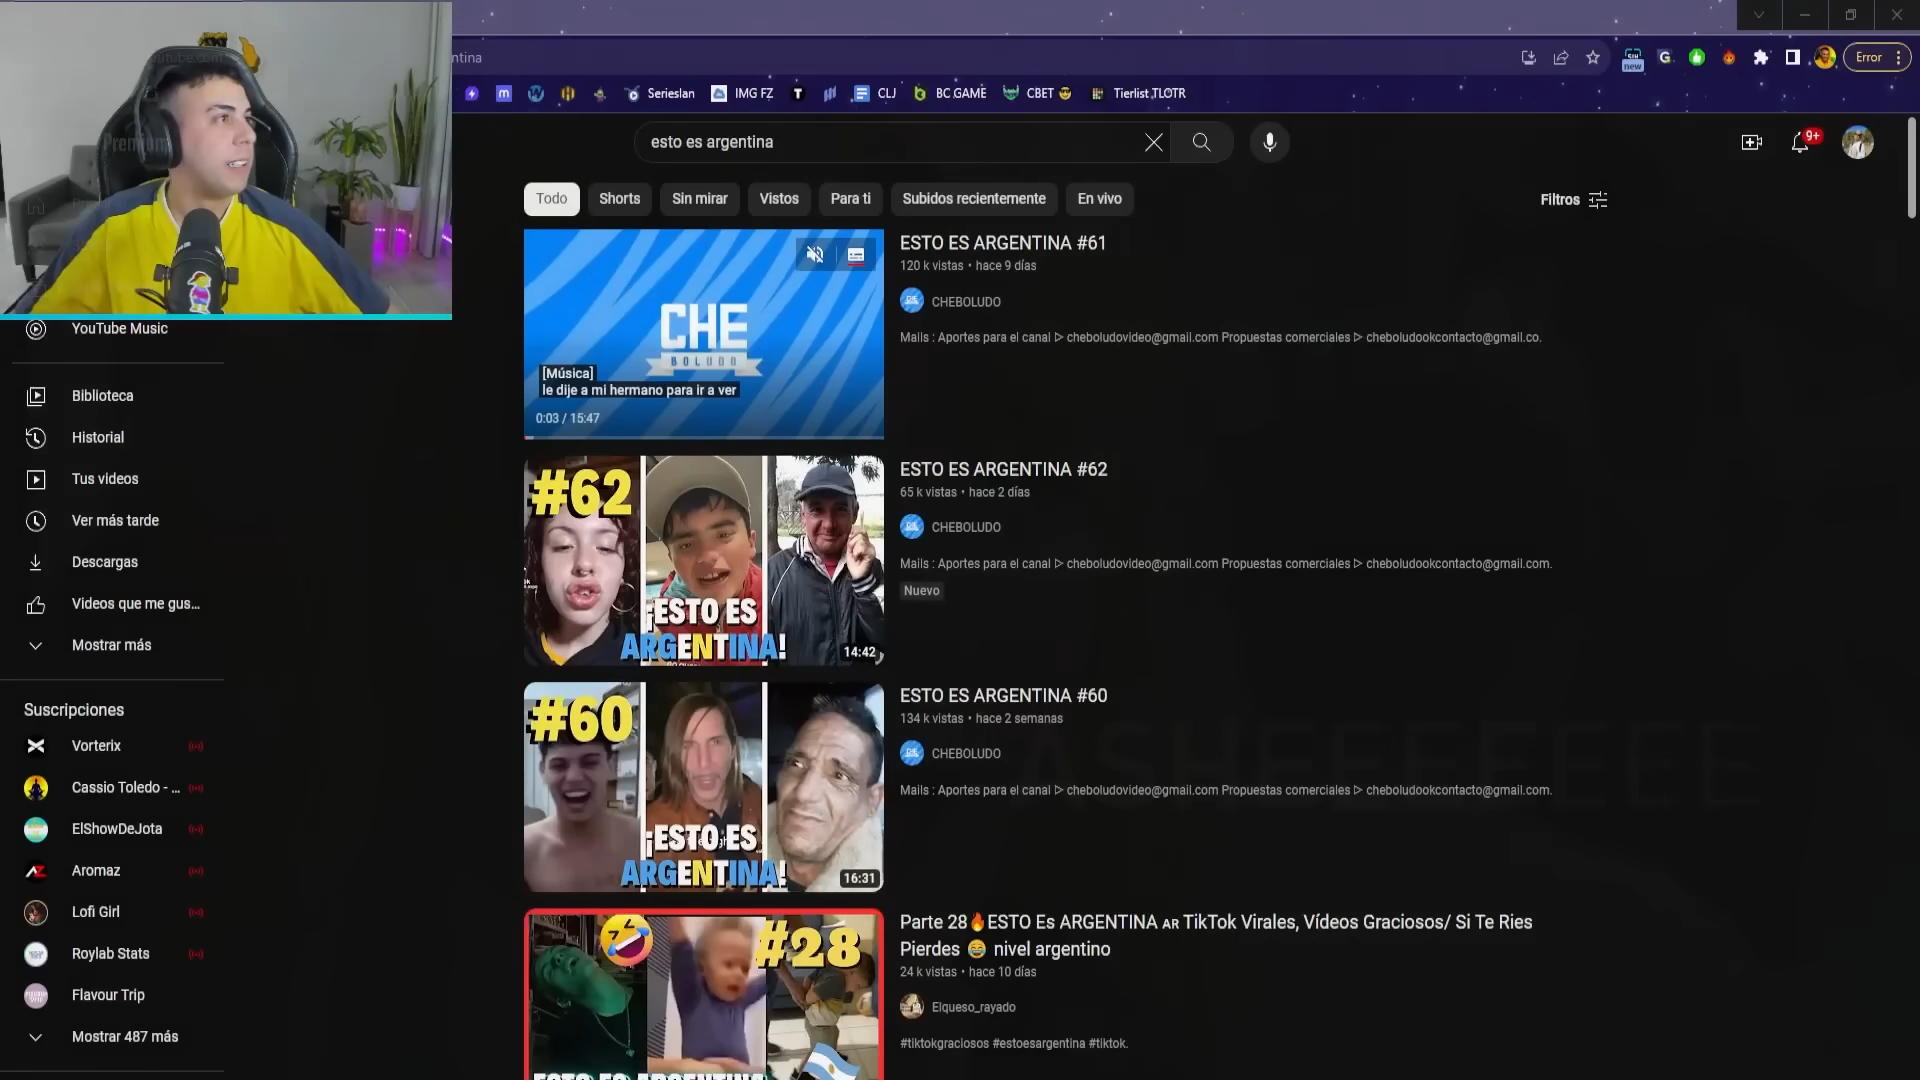 ntina
Error
new
Serieslan
IMG FZ
CLJ
BC GAME
CBET
Tierlist TLOTR
esto es argentina
9+
Todo
Shorts
Sin mirar
Vistos
Para ti
Subidos recientemente
En vivo
Filtros
Premium
YouTube Music
Biblioteca
Historial
Tus videos
Ver más tarde
Descargas
Videos que me gus...
Mostrar más
Suscripciones
Vorterix
Cassio Toledo - ...
ElShowDeJota
Aromaz
Lofi Girl
Roylab Stats
Flavour Trip
Mostrar 487 más
CHE
BOLUDO
[Música]
le dije a mi hermano para ir a ver
0:03 / 15:47
ESTO ES ARGENTINA #61
120 k vistas • hace 9 días
CHEBOLUDO
Mails : Aportes para el canal ᐅ cheboludovideo@gmail.com Propuestas comerciales ᐅ cheboludookcontacto@gmail.co.
#62
¡ESTO ES
ARGENTINA!
14:42
ESTO ES ARGENTINA #62
65 k vistas • hace 2 días
CHEBOLUDO
Mails : Aportes para el canal ᐅ cheboludovideo@gmail.com Propuestas comerciales ᐅ cheboludookcontacto@gmail.com.
Nuevo
#60
¡ESTO ES
ARGENTINA!
16:31
ESTO ES ARGENTINA #60
134 k vistas • hace 2 semanas
CHEBOLUDO
Mails : Aportes para el canal ᐅ cheboludovideo@gmail.com Propuestas comerciales ᐅ cheboludookcontacto@gmail.com.
#28
ESTO ES ARGENTINA
Parte 28🔥ESTO Es ARGENTINA AR TikTok Virales, Vídeos Graciosos/ Si Te Ries
Pierdes 😂 nivel argentino
24 k vistas • hace 10 días
Elqueso_rayado
#tiktokgraciosos #estoesargentina #tiktok.